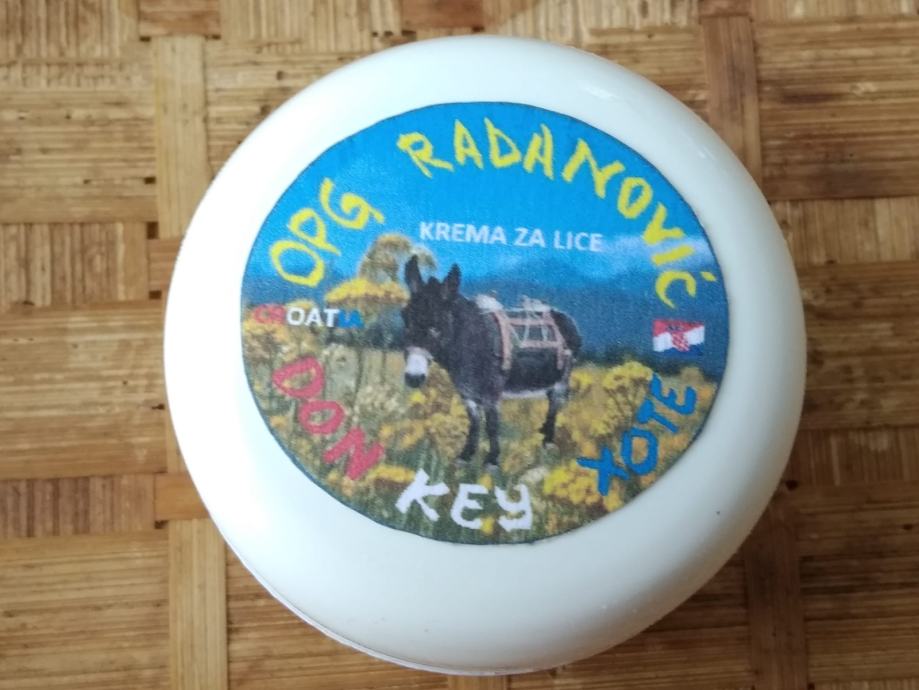 OPG RADANOVIĆ
KREMA ZA LICE
CROATIA
DON KEY XOTE